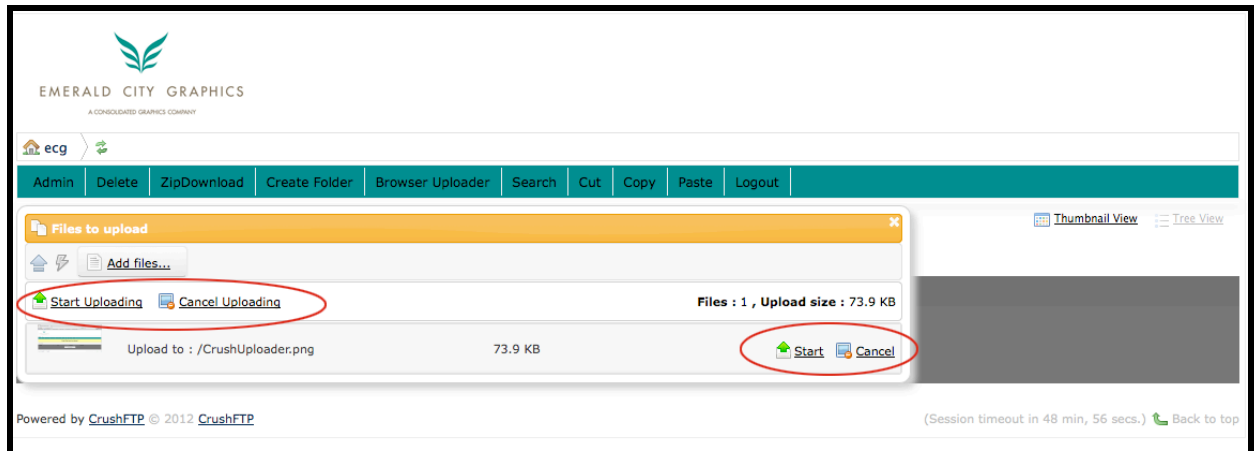 EMERALD CITY GRAPHICS
A CONSOLIDATED GRAPHICS COMPANY
ecg
Admin Delete ZipDownload Create Folder Browser Uploader Search Cut Copy Paste Logout
Files to upload
Thumbnail View Tree View
Add files...
Start Uploading Cancel Uploading Files : 1 , Upload size : 73.9 KB
Upload to : /CrushUploader.png 73.9 KB Start Cancel
Powered by CrushFTP © 2012 CrushFTP (Session timeout in 48 min, 56 secs.) Back to top